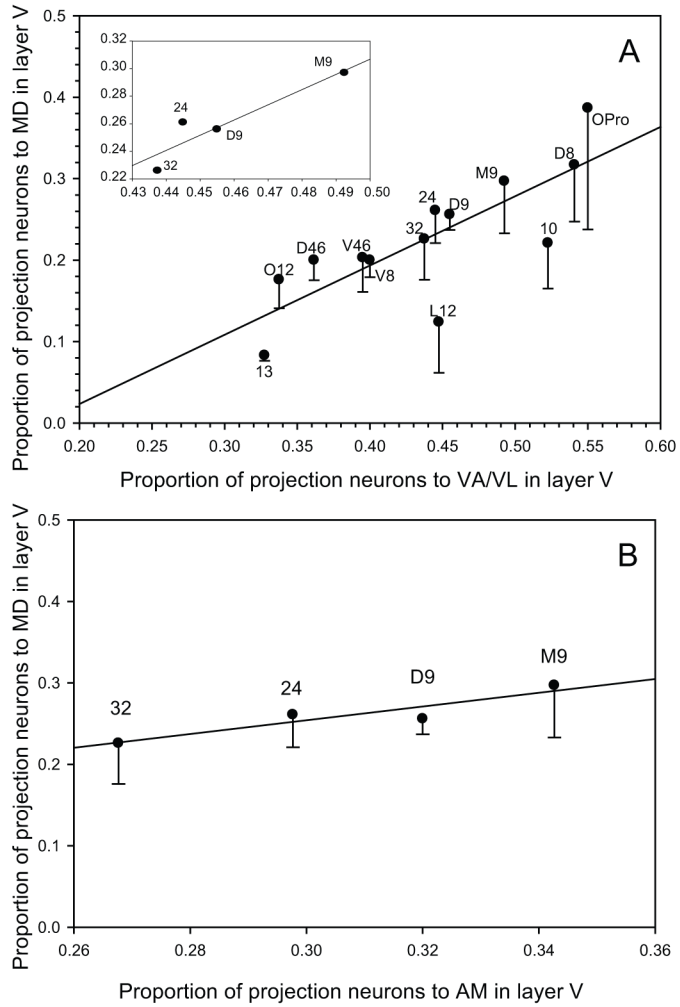 A
Proportion of projection neurons to MD in layer V
0.5
0.4
0.3
0.2
0.1
0.0
0.32
0.30
0.28
0.26
0.24
0.22
M9
24
D9
32
0.43 0.44 0.45 0.46 0.47 0.48 0.49 0.50
OPro
D8
M9
24 D9
32
10
D46 V46
V8
O12
L12
13
0.20 0.25 0.30 0.35 0.40 0.45 0.50 0.55 0.60
Proportion of projection neurons to VA/VL in layer V
B
Proportion of projection neurons to MD in layer V
0.5
0.4
0.3
0.2
0.1
0.0
32
24
D9
M9
0.26 0.28 0.30 0.32 0.34 0.36
Proportion of projection neurons to AM in layer V